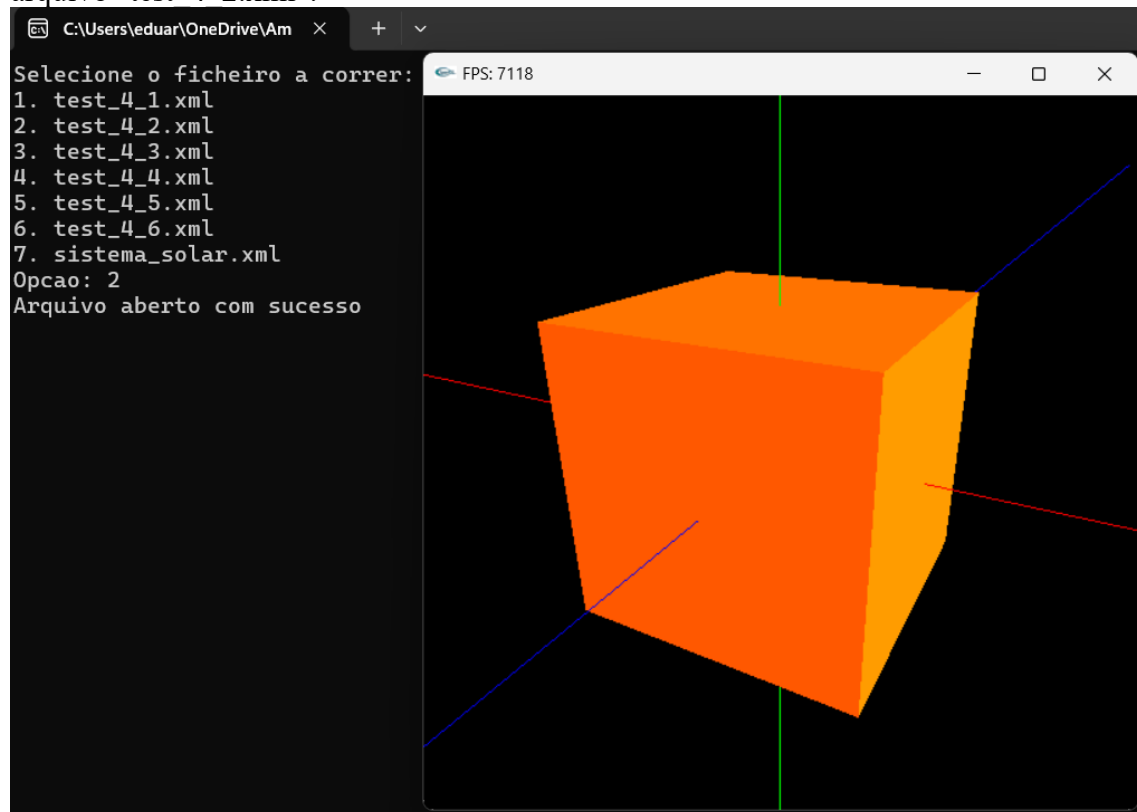 C:\Users\eduar\OneDrive\Am
Selecione o ficheiro a correr:
FPS: 7118
1. test_4_1.xml
2. test_4_2.xml
3. test_4_3.xml
4. test_4_4.xml
5. test_4_5.xml
6. test_4_6.xml
7. sistema_solar.xml
Opcao: 2
Arquivo aberto com sucesso